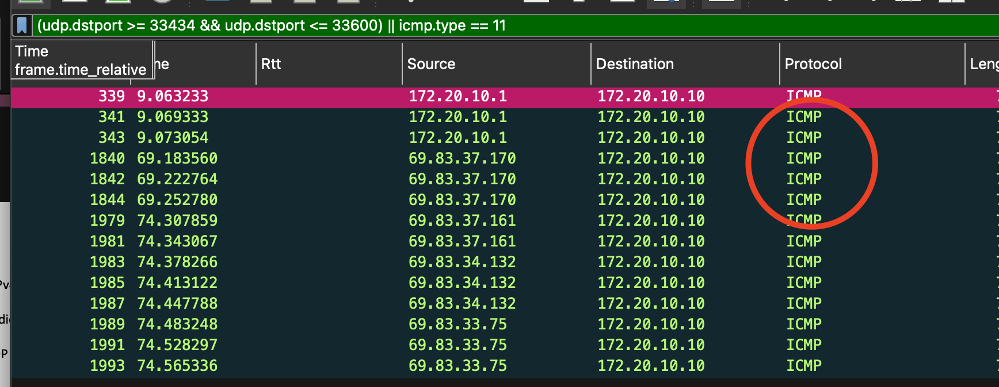 (udp.dstport >= 33434 && udp.dstport <= 33600) || icmp.type == 11
Time
frame.time_relative
Rtt Source Destination Protocol
339 9.063233 172.20.10.1 172.20.10.10 ICMP
341 9.069333 172.20.10.1 172.20.10.10 ICMP
343 9.073054 172.20.10.1 172.20.10.10 ICMP
1840 69.183560 69.83.37.170 172.20.10.10 ICMP
1842 69.222764 69.83.37.170 172.20.10.10 ICMP
1844 69.252780 69.83.37.170 172.20.10.10 ICMP
1979 74.307859 69.83.37.161 172.20.10.10 ICMP
1981 74.343067 69.83.37.161 172.20.10.10 ICMP
1983 74.378266 69.83.34.132 172.20.10.10 ICMP
1985 74.413122 69.83.34.132 172.20.10.10 ICMP
1987 74.447788 69.83.34.132 172.20.10.10 ICMP
1989 74.483248 69.83.33.75 172.20.10.10 ICMP
1991 74.528297 69.83.33.75 172.20.10.10 ICMP
1993 74.565336 69.83.33.75 172.20.10.10 ICMP